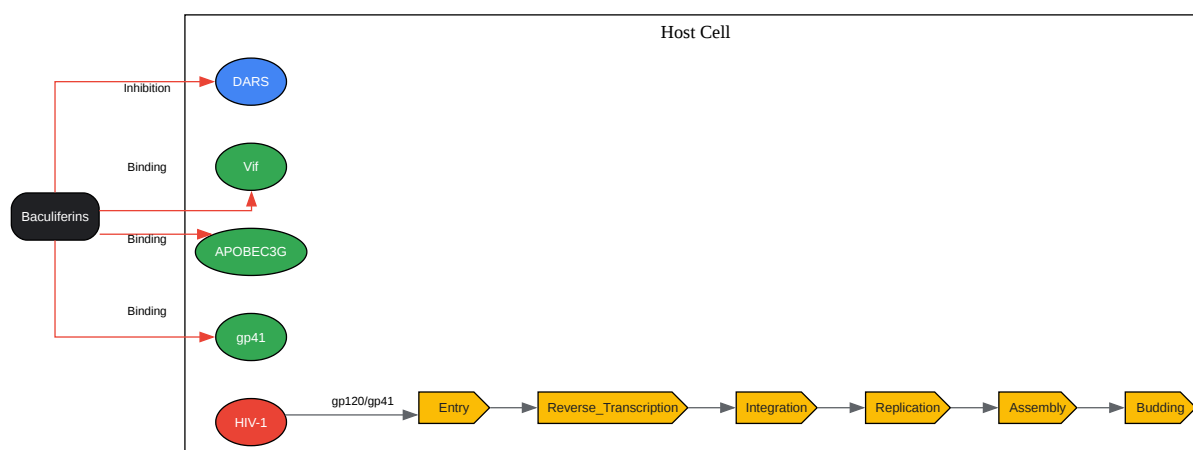 Host Cell
DARS
Inhibition
Vif
Binding
Baculiferins
Binding
APOBEC3G
Binding
gp41
HIV-1
gp120/gp41
Entry
Reverse_Transcription
Integration
Replication
Assembly
Budding